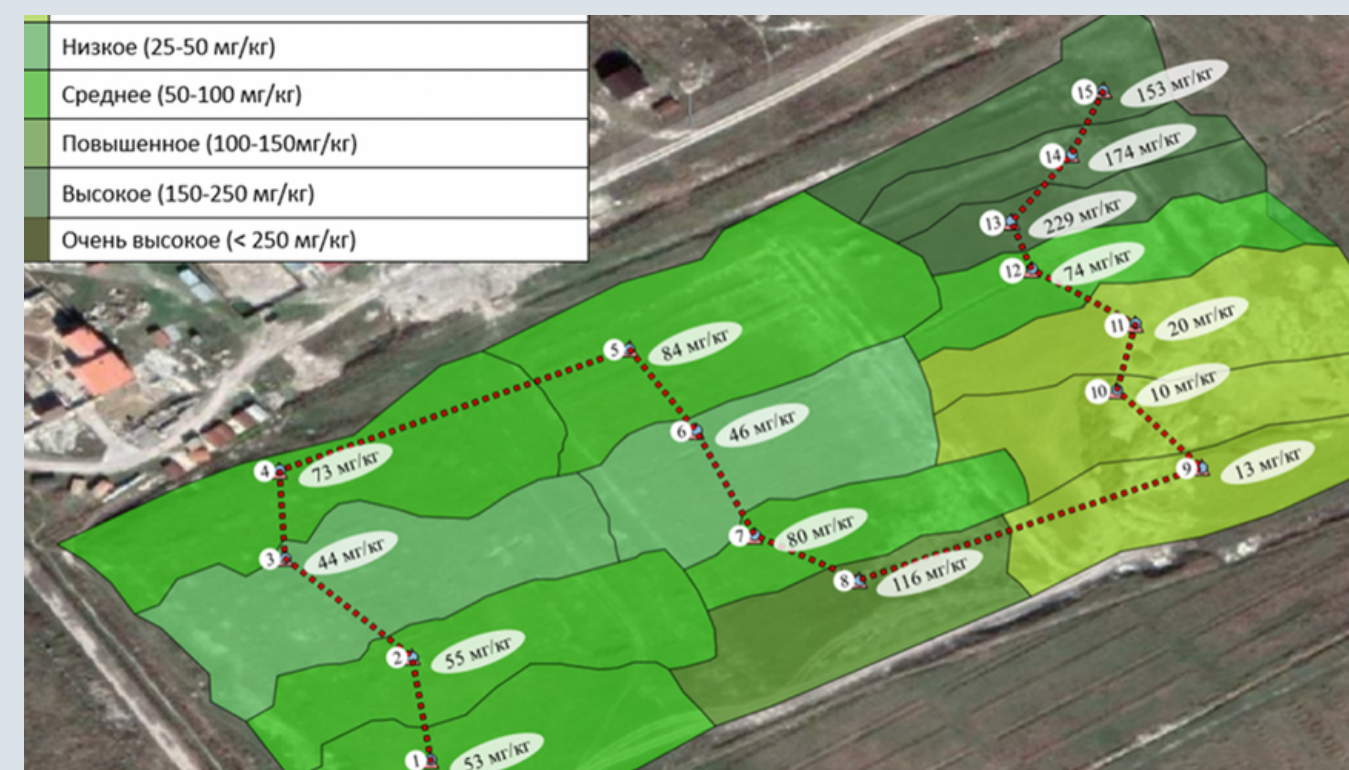 Низкое (25-50 мг/кг)
Среднее (50-100 мг/кг)
Повышенное (100-150мг/кг)
Высокое (150-250 мг/кг)
Очень высокое (< 250 мг/кг)
15 153 мг/кг
14 174 мг/кг
13 229 мг/кг
12 74 мг/кг
11 20 мг/кг
5 84 мг/кг
10 10 мг/кг
6 46 мг/кг
4 73 мг/кг
9 13 мг/кг
7 80 мг/кг
3 44 мг/кг
8 116 мг/кг
2 55 мг/кг
1 53 мг/кг